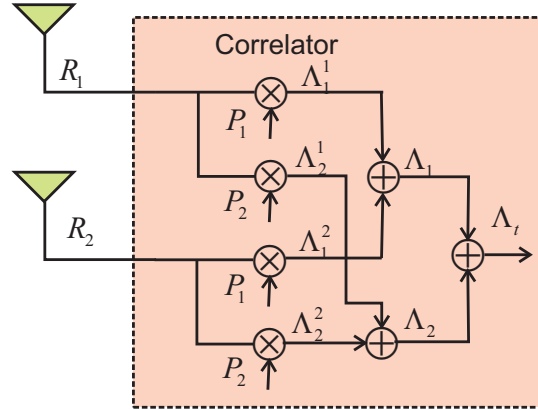 Correlator
R₁
Λ₁¹
P₁
Λ₂¹
Λ₁
P₂
Λₜ
R₂
Λ₁²
P₁
Λ₂²
Λ₂
P₂